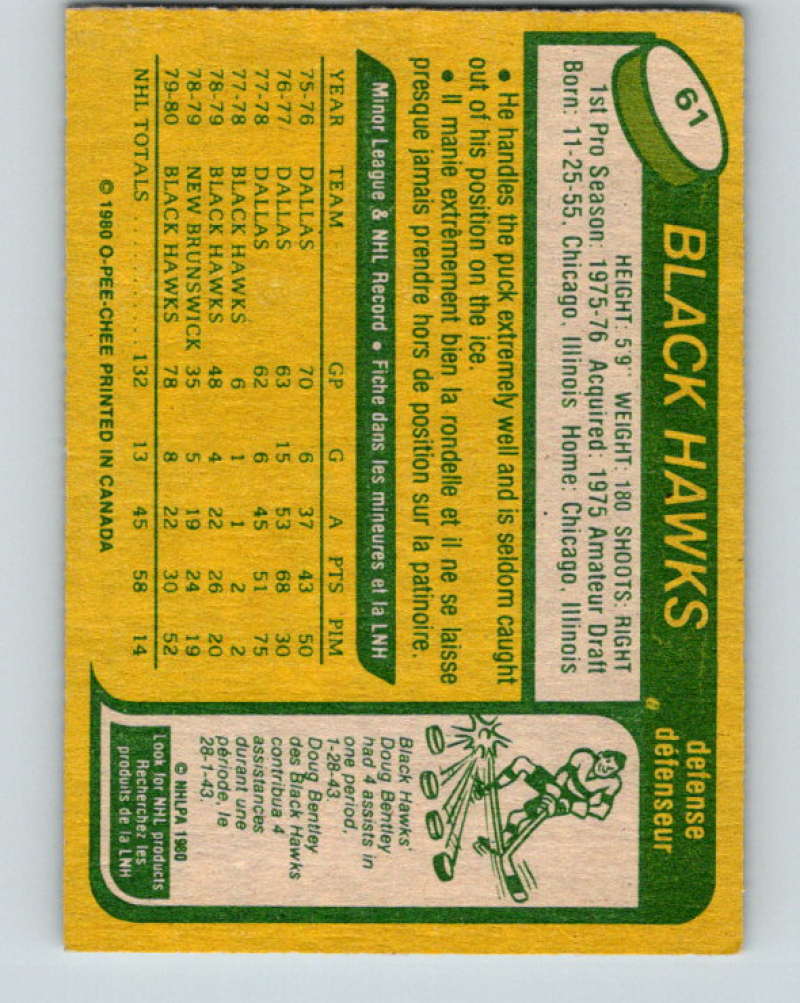 61
BLACK HAWKS
defense
défenseur
HEIGHT: 5'9" WEIGHT: 180 SHOOTS: RIGHT
1st Pro Season: 1975-76 Acquired: 1975 Amateur Draft
Born: 11-25-55, Chicago, Illinois Home: Chicago, Illinois
• He handles the puck extremely well and is seldom caught
out of his position on the ice.
• Il manie extrêmement bien la rondelle et il ne se laisse
presque jamais prendre hors de position sur la patinoire.
Minor League & NHL Record • Fiche dans les mineures et la LNH
YEAR TEAM GP G A PTS PIM
75-76 DALLAS 70 6 37 43 50
76-77 DALLAS 63 15 53 68 30
77-78 DALLAS 62 6 45 51 75
77-78 BLACK HAWKS 6 1 1 2 2
78-79 BLACK HAWKS 48 4 22 26 20
78-79 NEW BRUNSWICK 35 5 19 24 19
79-80 BLACK HAWKS 78 8 22 30 52
NHL TOTALS . . . . . . . . . . 132 13 45 58 14
© 1980 O-PEE-CHEE PRINTED IN CANADA
Black Hawks'
Doug Bentley
had 4 assists in
one period,
1-28-43.
Doug Bentley
des Black Hawks
contribua 4
assistances
durant une
période, le
28-1-43.
© NHLPA 1980
Look for NHL products
Recherchez les
produits de la LNH